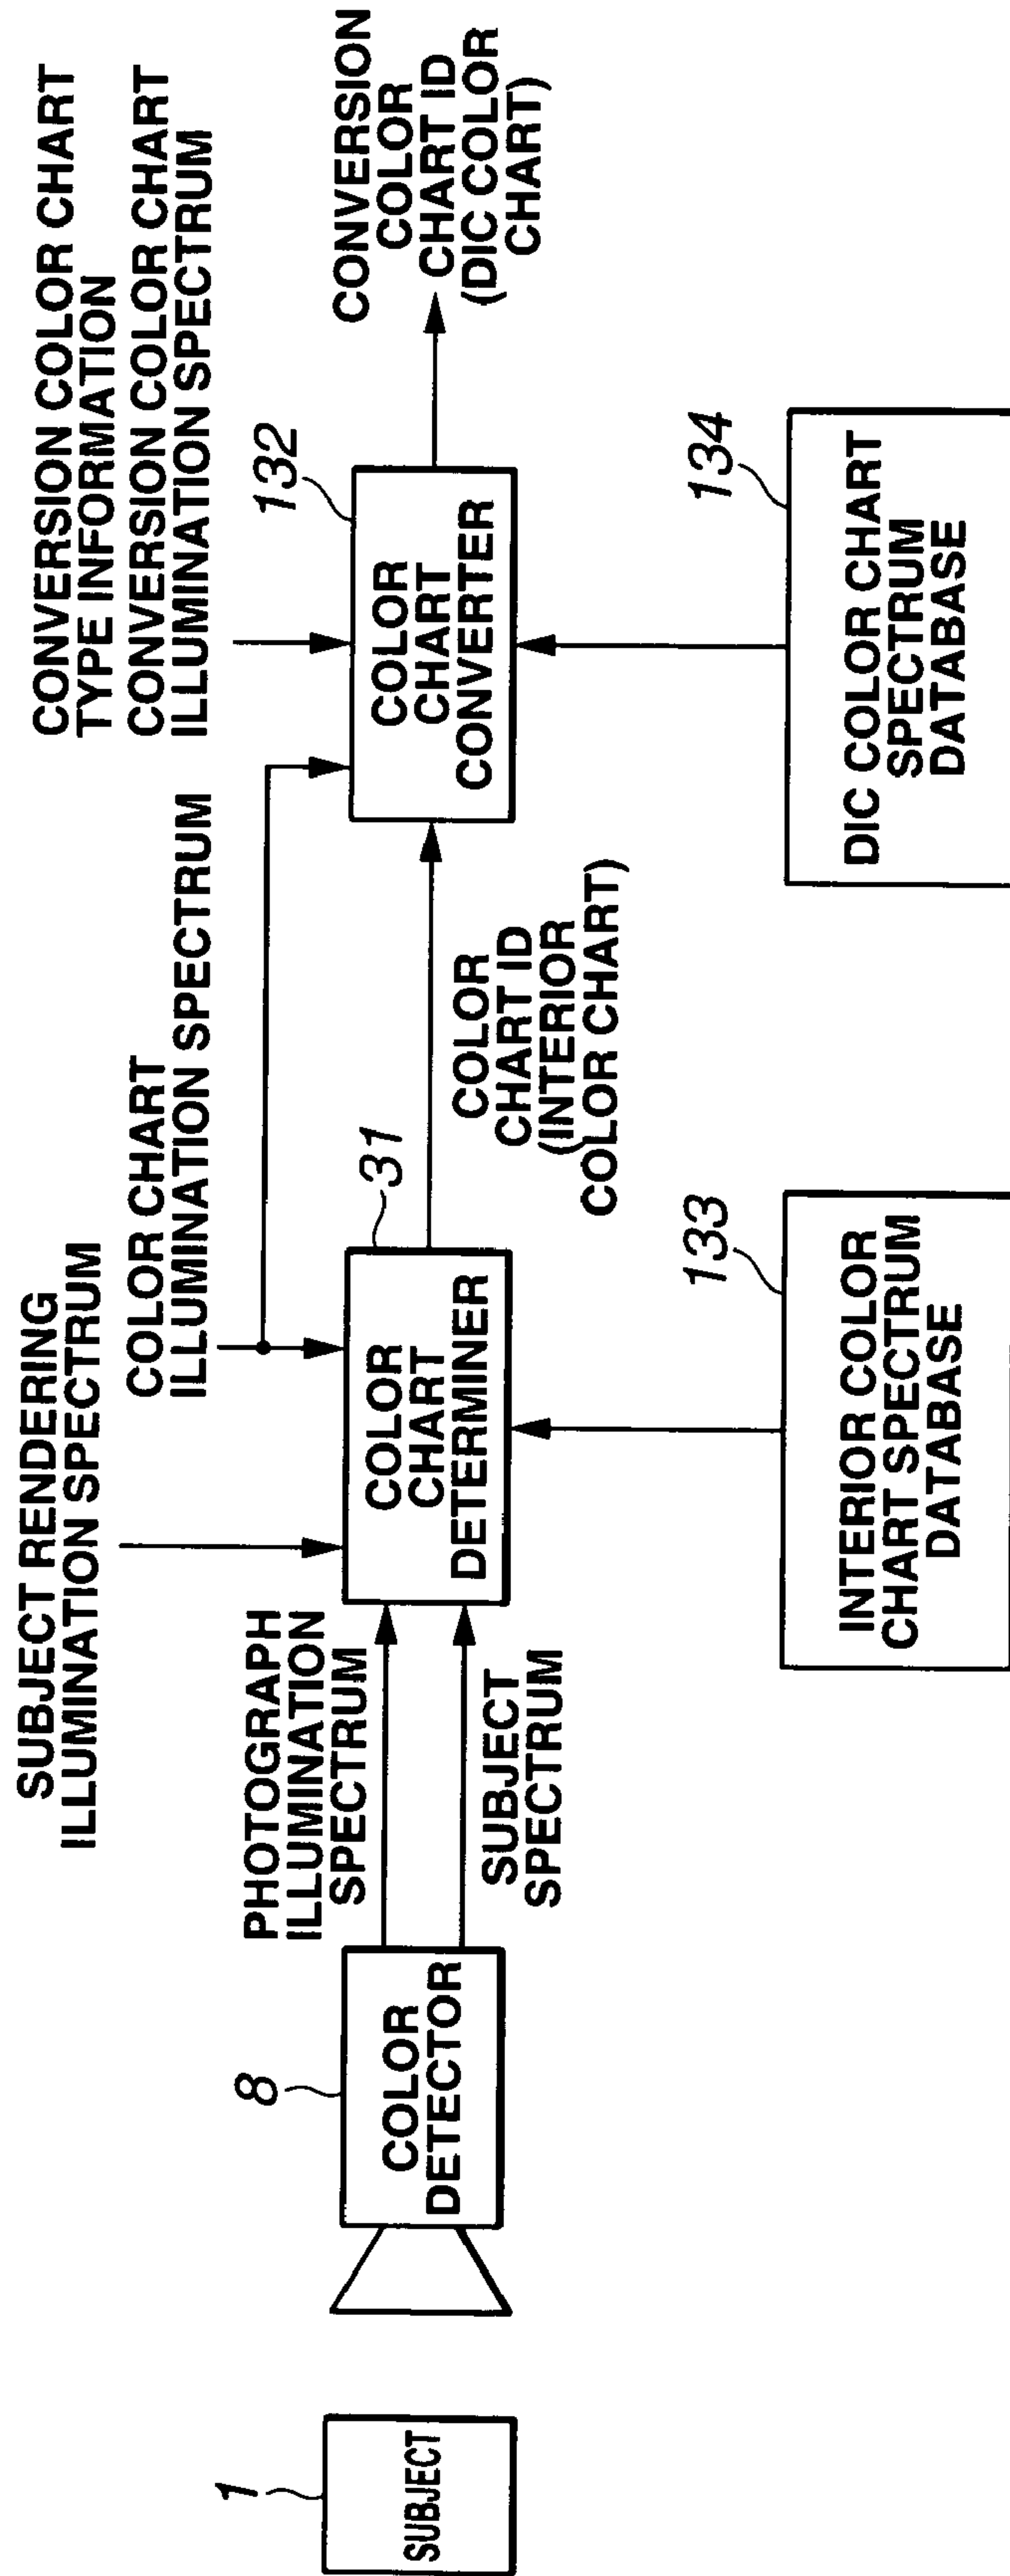 1
SUBJECT
8
COLOR
DETECTOR
PHOTOGRAPH
ILLUMINATION
SPECTRUM
SUBJECT
SPECTRUM
SUBJECT RENDERING
ILLUMINATION SPECTRUM
COLOR CHART
ILLUMINATION SPECTRUM
31
COLOR
CHART
DETERMINER
133
INTERIOR COLOR
CHART SPECTRUM
DATABASE
COLOR
CHART ID
(INTERIOR
COLOR CHART)
CONVERSION COLOR CHART
TYPE INFORMATION
CONVERSION COLOR CHART
ILLUMINATION SPECTRUM
132
COLOR
CHART
CONVERTER
134
DIC COLOR CHART
SPECTRUM
DATABASE
CONVERSION
COLOR
CHART ID
(DIC COLOR
CHART)